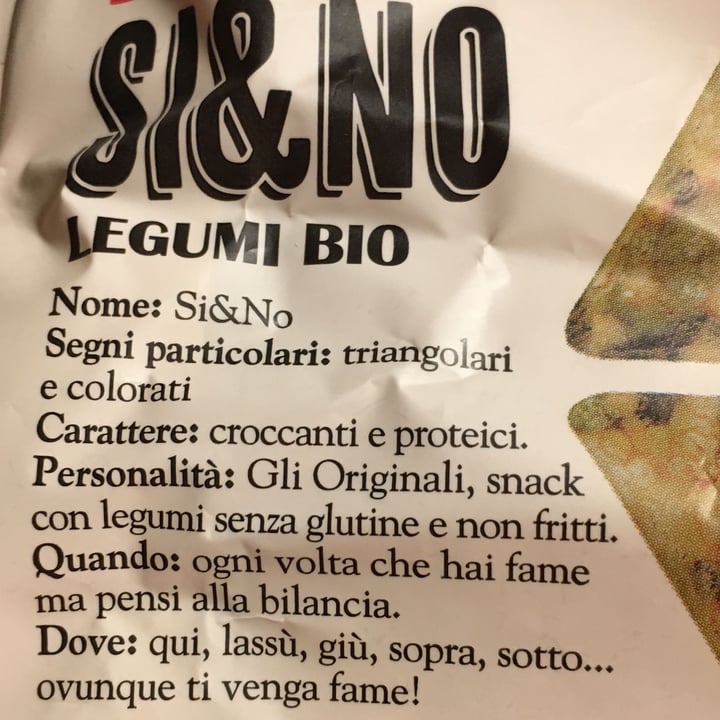 SI&NO
LEGUMI BIO
Nome: Si&No
Segni particolari: triangolari
e colorati
Carattere: croccanti e proteici.
Personalità: Gli Originali, snack
con legumi senza glutine e non fritti.
Quando: ogni volta che hai fame
ma pensi alla bilancia.
Dove: qui, lassù, giù, sopra, sotto...
ovunque ti venga fame!